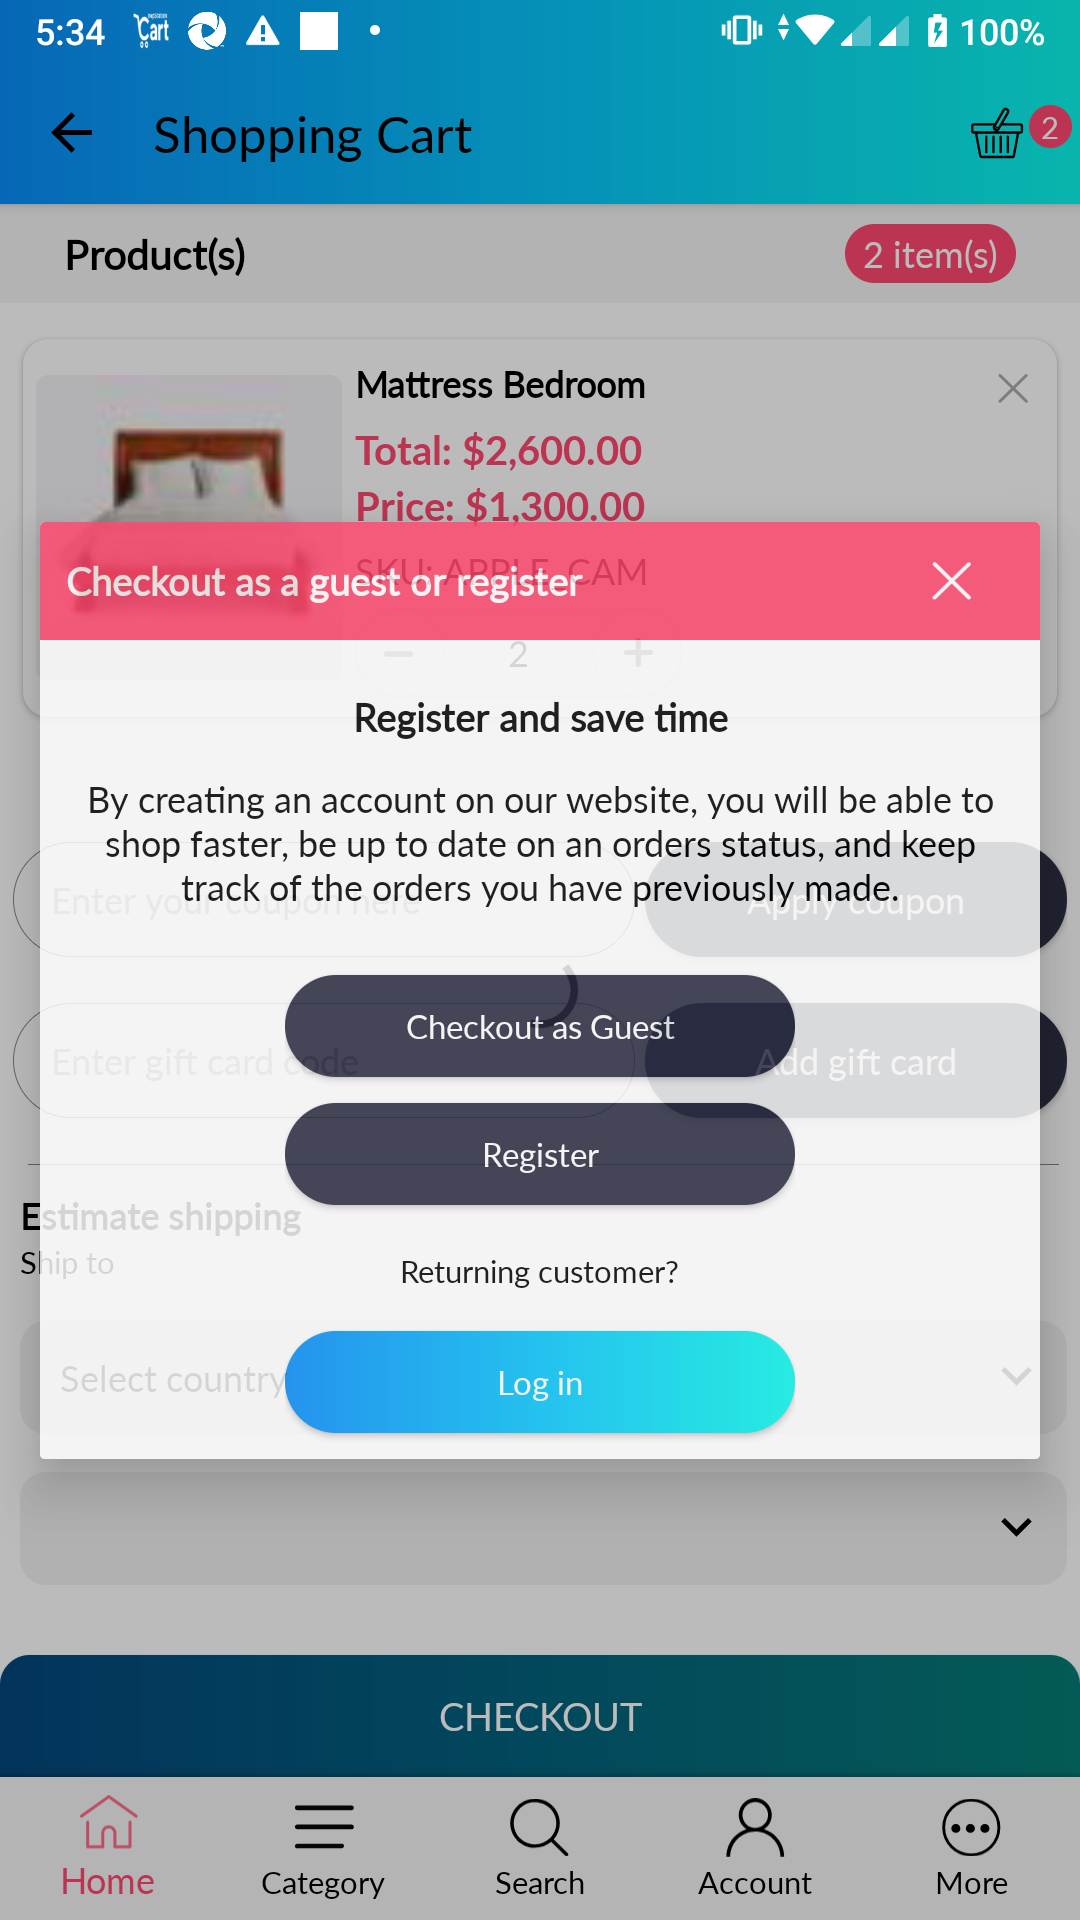 5:34
Cart
100%
Shopping Cart
2
Product(s)
2 item(s)
Mattress Bedroom
Total: $2,600.00
Price: $1,300.00
SKU: APPLE_CAM
Checkout as a guest or register
2
Register and save time
By creating an account on our website, you will be able to
shop faster, be up to date on an orders status, and keep
track of the orders you have previously made.
Enter your coupon here
Apply coupon
Checkout as Guest
Enter gift card code
Add gift card
Register
Estimate shipping
Ship to
Returning customer?
Select country
Log in
CHECKOUT
Home
Category
Search
Account
More